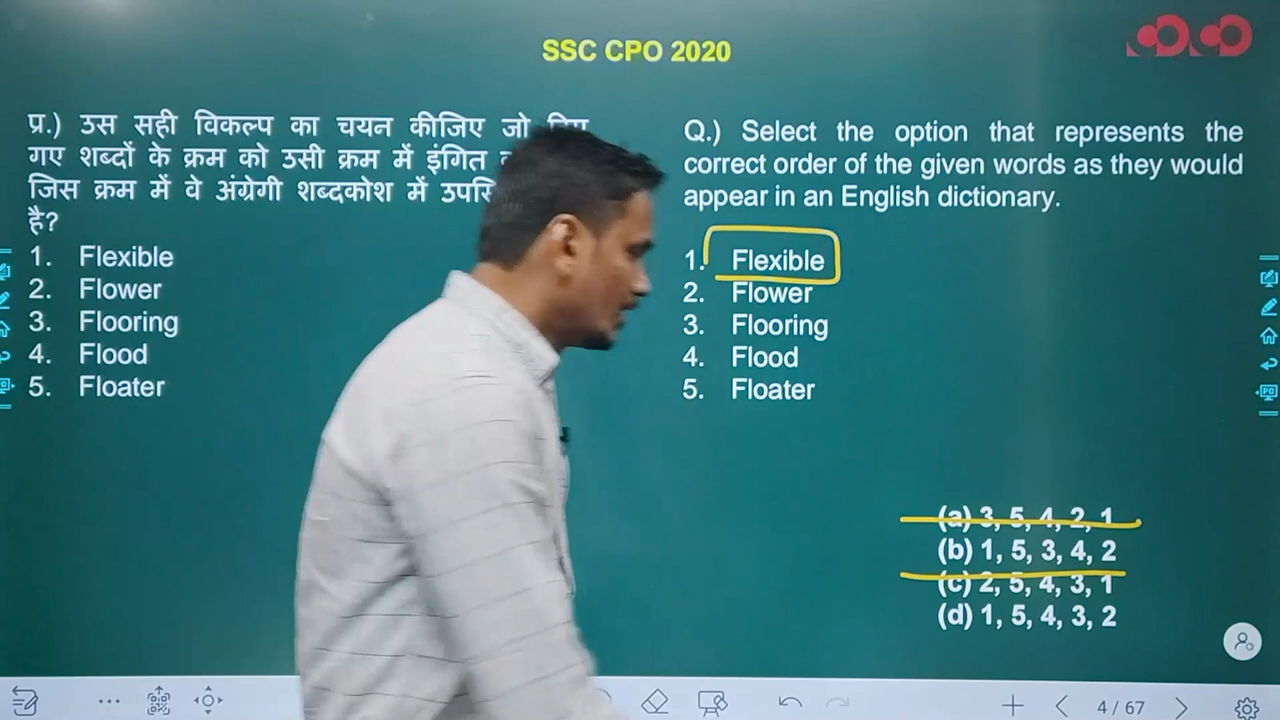 SSC CPO 2020
प्र.) उस सही विकल्प का चयन कीजिए जो
गए शब्दों के क्रम को उसी क्रम में इंगित
जिस क्रम में वे अंग्रेगी शब्दकोश में
है?
1. Flexible
2. Flower
3. Flooring
4. Flood
5. Floater
Q.) Select the option that represents the
correct order of the given words as they would
appear in an English dictionary.
1. Flexible
2. Flower
3. Flooring
4. Flood
5. Floater
(a) 3, 5, 4, 2, 1
(b) 1, 5, 3, 4, 2
(c) 2, 5, 4, 3, 1
(d) 1, 5, 4, 3, 2
4 / 67